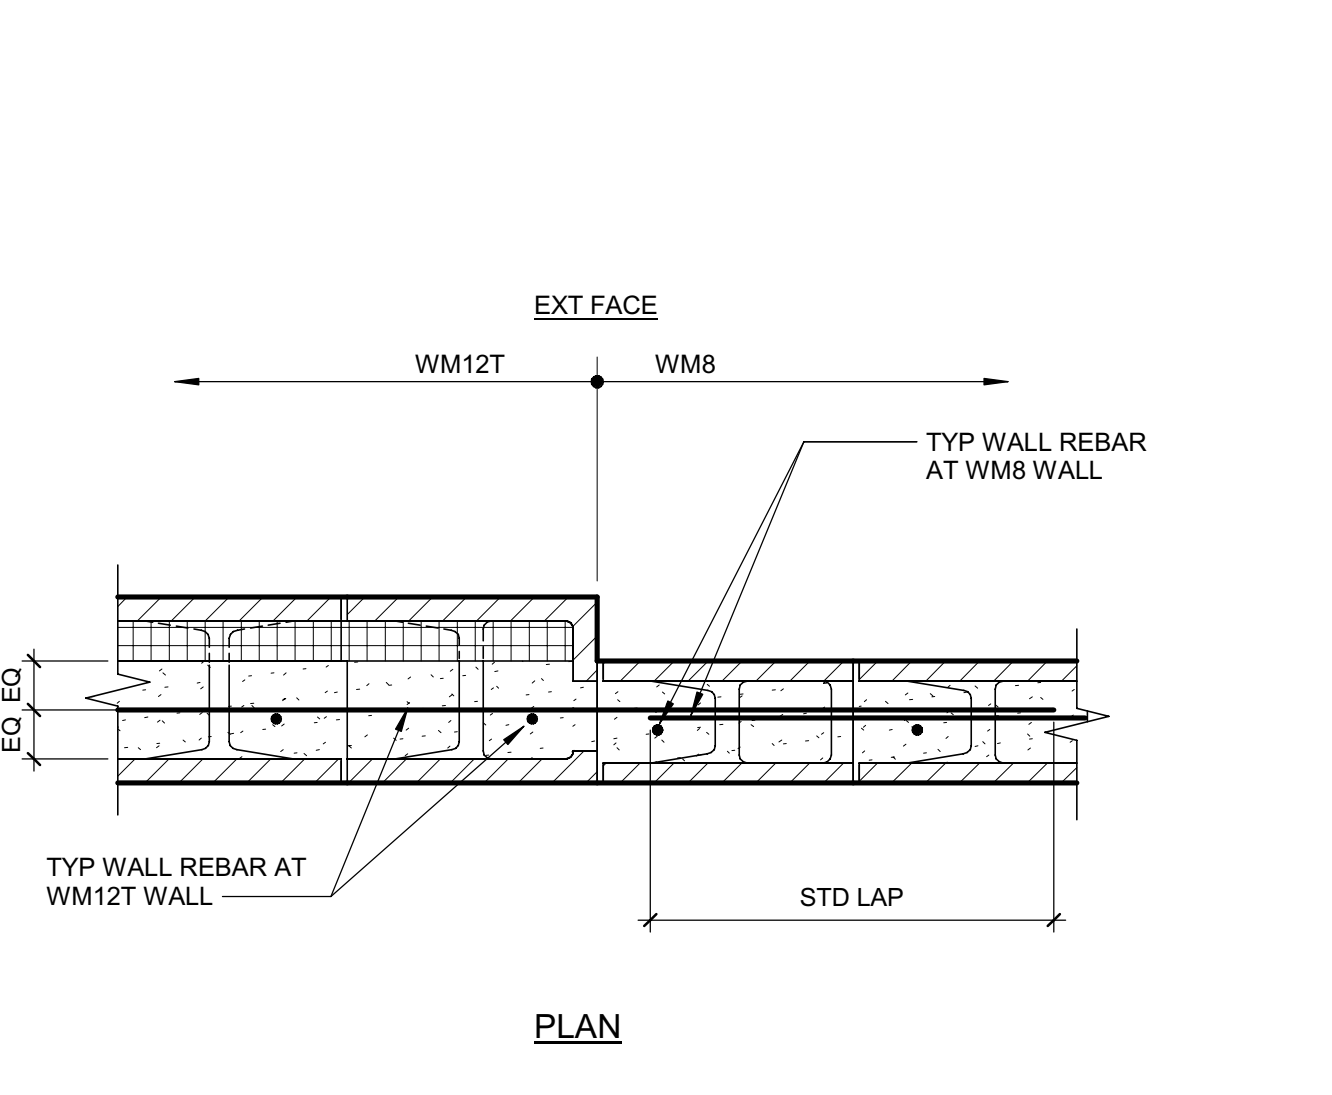 EXT FACE
WM12T
WM8
TYP WALL REBAR
AT WM8 WALL
EQ
EQ
TYP WALL REBAR AT
WM12T WALL
STD LAP
PLAN